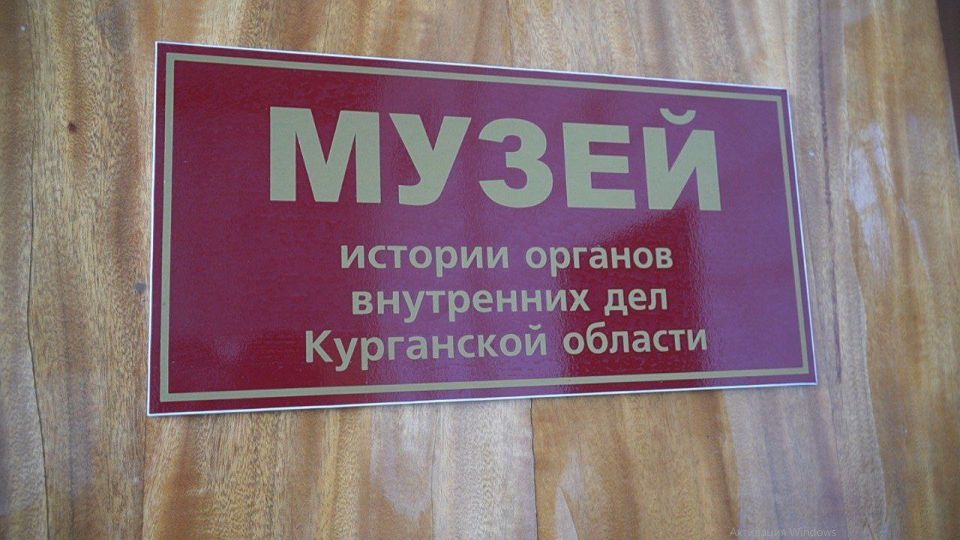 МУЗЕЙ
истории органов
внутренних дел
Курганской области
Активация Windows